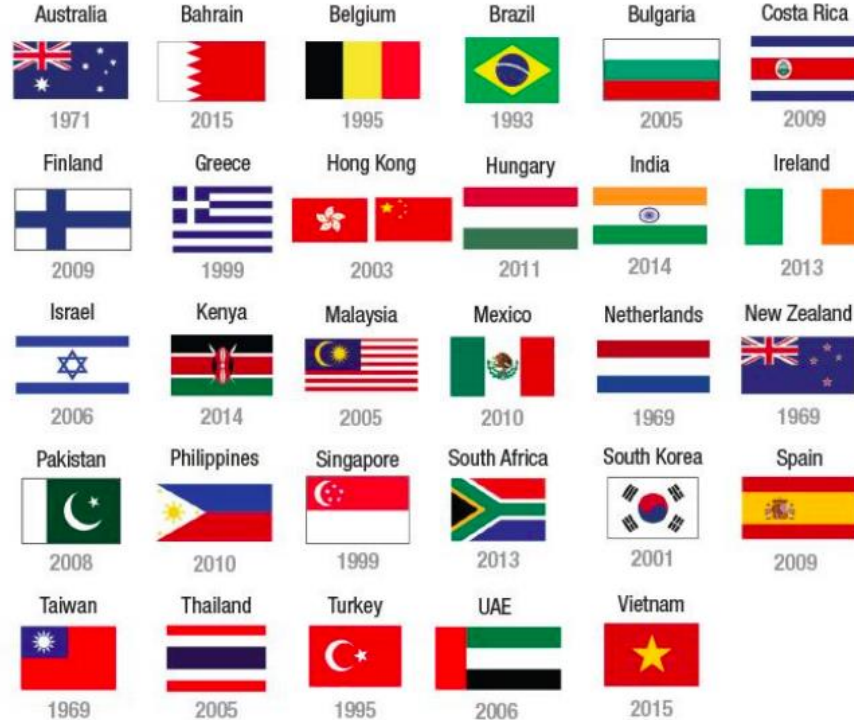 Australia Bahrain Belgium Brazil Bulgaria Costa Rica
1971 2015 1995 1993 2005 2009
Finland Greece Hong Kong Hungary India Ireland
2009 1999 2003 2011 2014 2013
Israel Kenya Malaysia Mexico Netherlands New Zealand
2006 2014 2005 2010 1969 1969
Pakistan Philippines Singapore South Africa South Korea Spain
2008 2010 1999 2013 2001 2009
Taiwan Thailand Turkey UAE Vietnam
1969 2005 1995 2006 2015